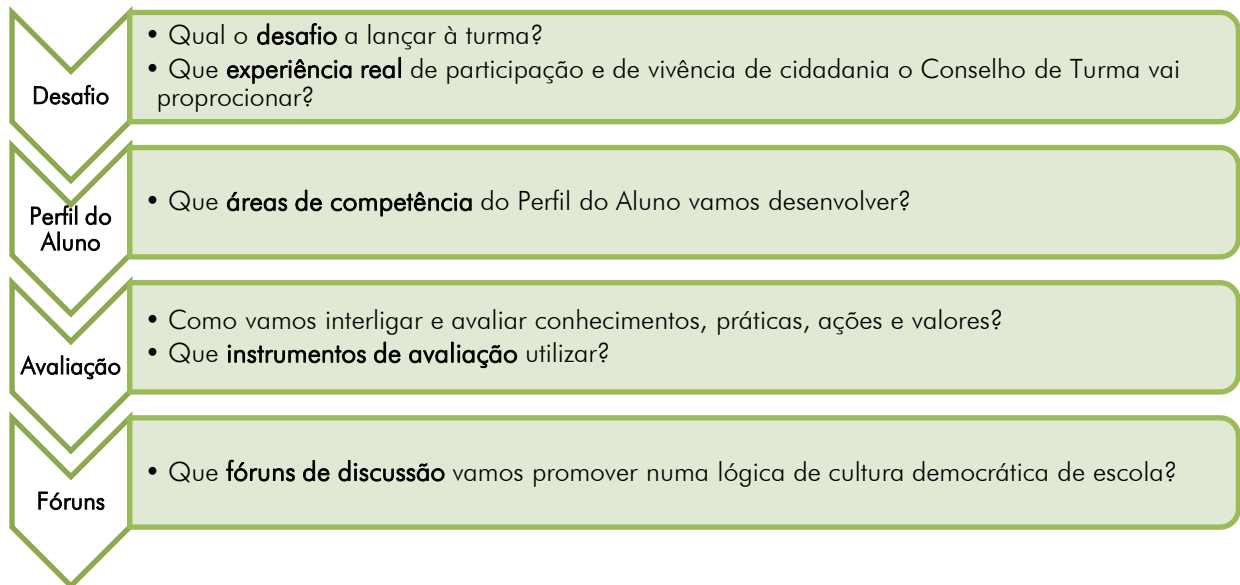 Desafio
• Qual o desafio a lançar à turma?
• Que experiência real de participação e de vivência de cidadania o Conselho de Turma vai
proprocionar?
Perfil do
Aluno
• Que áreas de competência do Perfil do Aluno vamos desenvolver?
Avaliação
• Como vamos interligar e avaliar conhecimentos, práticas, ações e valores?
• Que instrumentos de avaliação utilizar?
Fóruns
• Que fóruns de discussão vamos promover numa lógica de cultura democrática de escola?